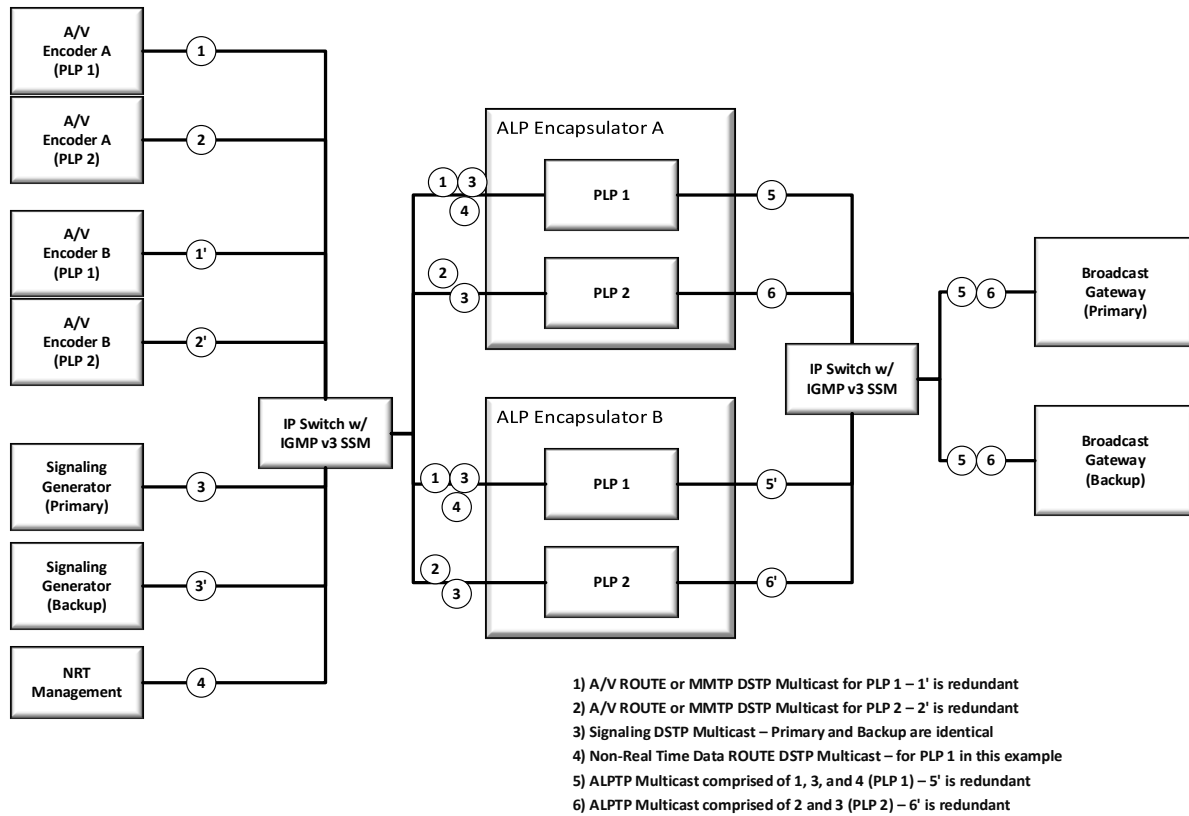 A/V
Encoder A
(PLP 1)
1
A/V
Encoder A
(PLP 2)
2
A/V
Encoder B
(PLP 1)
1'
A/V
Encoder B
(PLP 2)
2'
Signaling
Generator
(Primary)
3
Signaling
Generator
(Backup)
3'
NRT
Management
4
IP Switch w/
IGMP v3 SSM
ALP Encapsulator A
1 3
4
PLP 1
5
2
3
PLP 2
6
ALP Encapsulator B
1 3
4
PLP 1
5'
2
3
PLP 2
6'
IP Switch w/
IGMP v3 SSM
5 6
Broadcast
Gateway
(Primary)
5 6
Broadcast
Gateway
(Backup)
1) A/V ROUTE or MMTP DSTP Multicast for PLP 1 – 1' is redundant
2) A/V ROUTE or MMTP DSTP Multicast for PLP 2 – 2' is redundant
3) Signaling DSTP Multicast – Primary and Backup are identical
4) Non-Real Time Data ROUTE DSTP Multicast – for PLP 1 in this example
5) ALPTP Multicast comprised of 1, 3, and 4 (PLP 1) – 5' is redundant
6) ALPTP Multicast comprised of 2 and 3 (PLP 2) – 6' is redundant